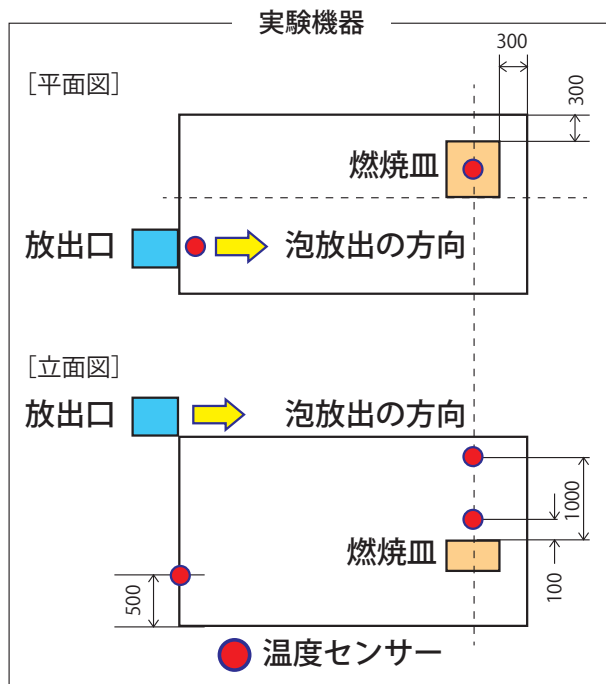 実験機器
300
［平面図］
300
燃焼皿
放出口
泡放出の方向
［立面図］
放出口
泡放出の方向
1000
燃焼皿
500
100
温度センサー